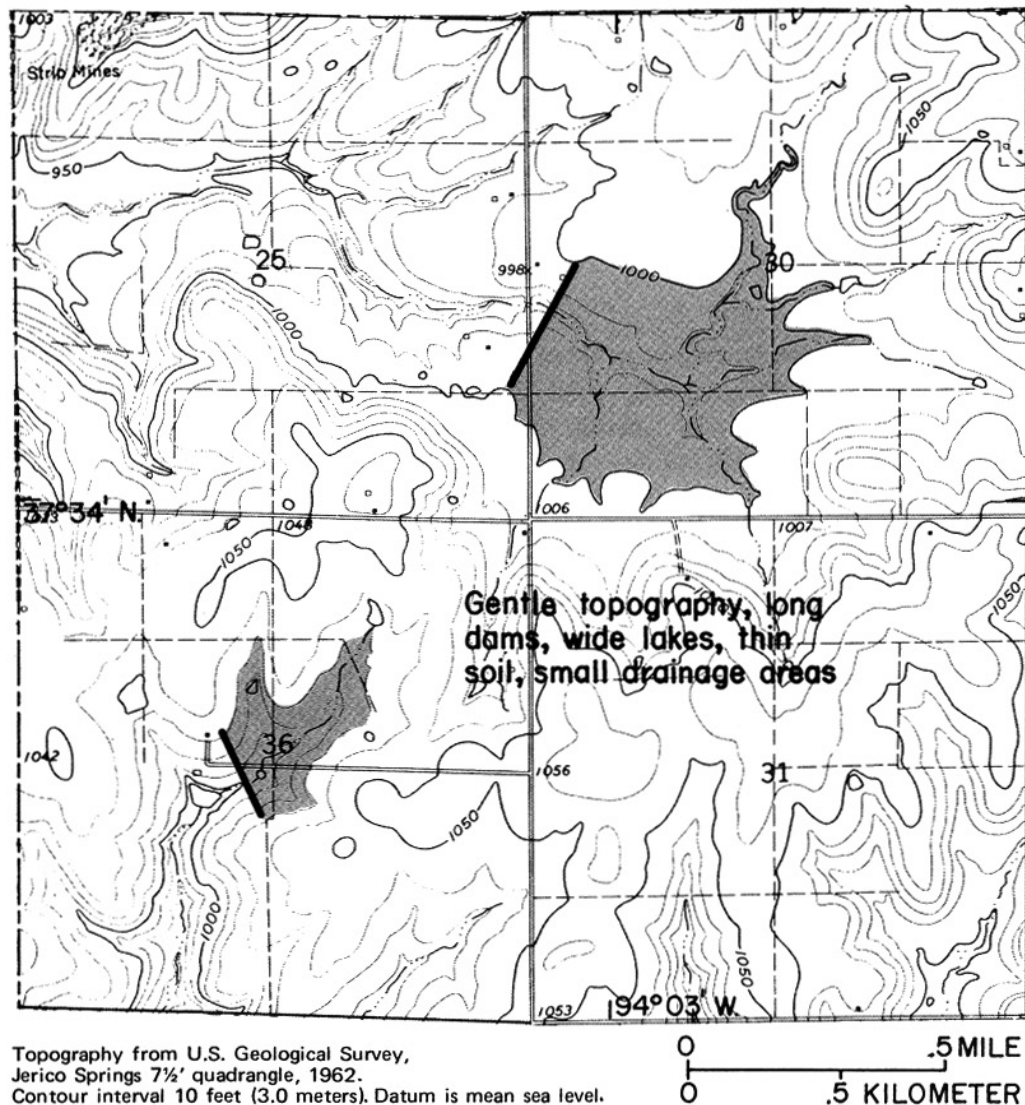 1003
Strip Mines
1050
950
25
998x
1000
30
1000
37°34' N.
1048
1006
1007
1050
1050
Gentle topography, long
dams, wide lakes, thin
soil, small drainage areas
36
1042
1056
31
1050
1000
1050
1053
94°03' W.
Topography from U.S. Geological Survey,
Jerico Springs 7½' quadrangle, 1962.
Contour interval 10 feet (3.0 meters). Datum is mean sea level.
0 .5 MILE
0 .5 KILOMETER